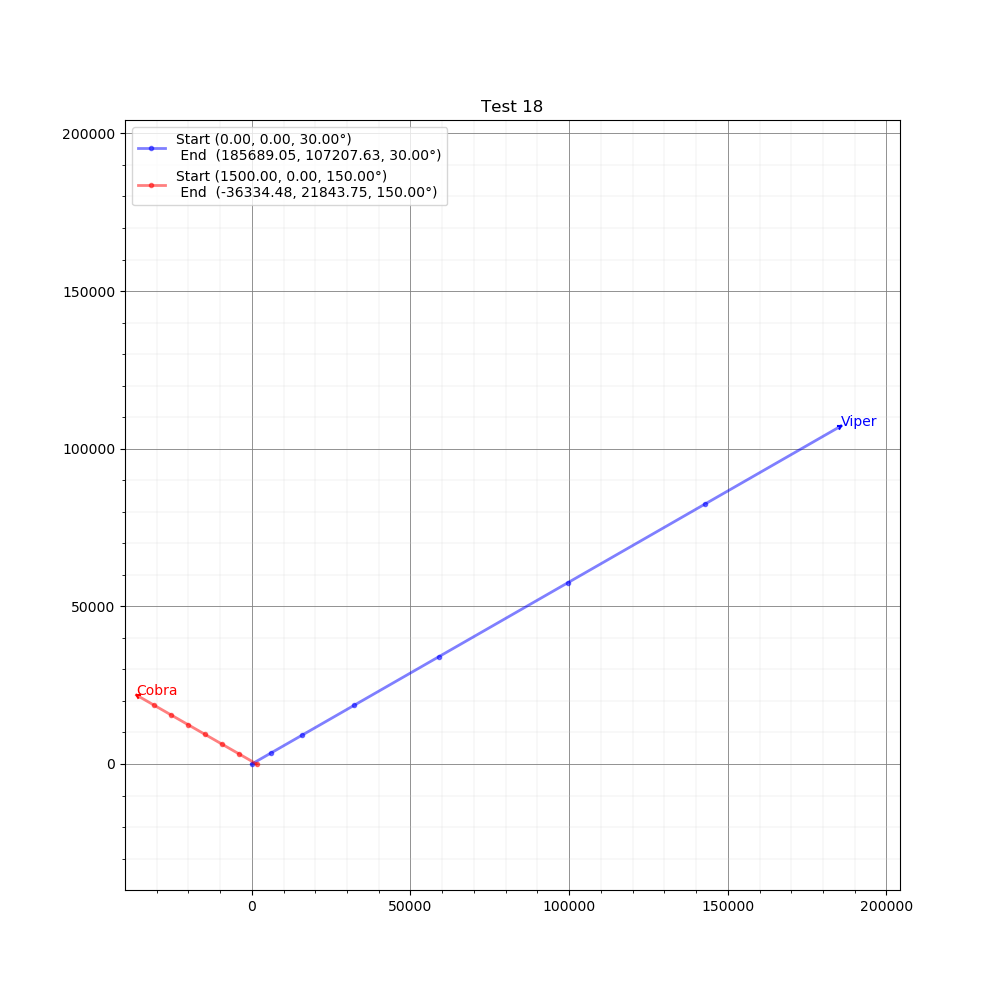 Test 18
Start (0.00, 0.00, 30.00°)
End (185689.05, 107207.63, 30.00°)
Start (1500.00, 0.00, 150.00°)
End (-36334.48, 21843.75, 150.00°)
200000
150000
100000
50000
0
Viper
Cobra
0
50000
100000
150000
200000